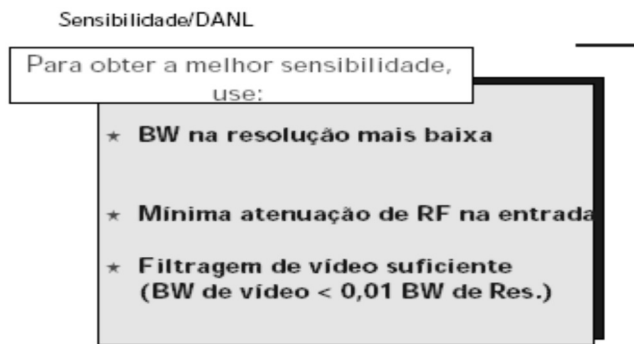 Sensibilidade/DANL
Para obter a melhor sensibilidade,
use:
★ BW na resolução mais baixa
★ Mínima atenuação de RF na entrada
★ Filtragem de vídeo suficiente
(BW de vídeo < 0,01 BW de Res.)